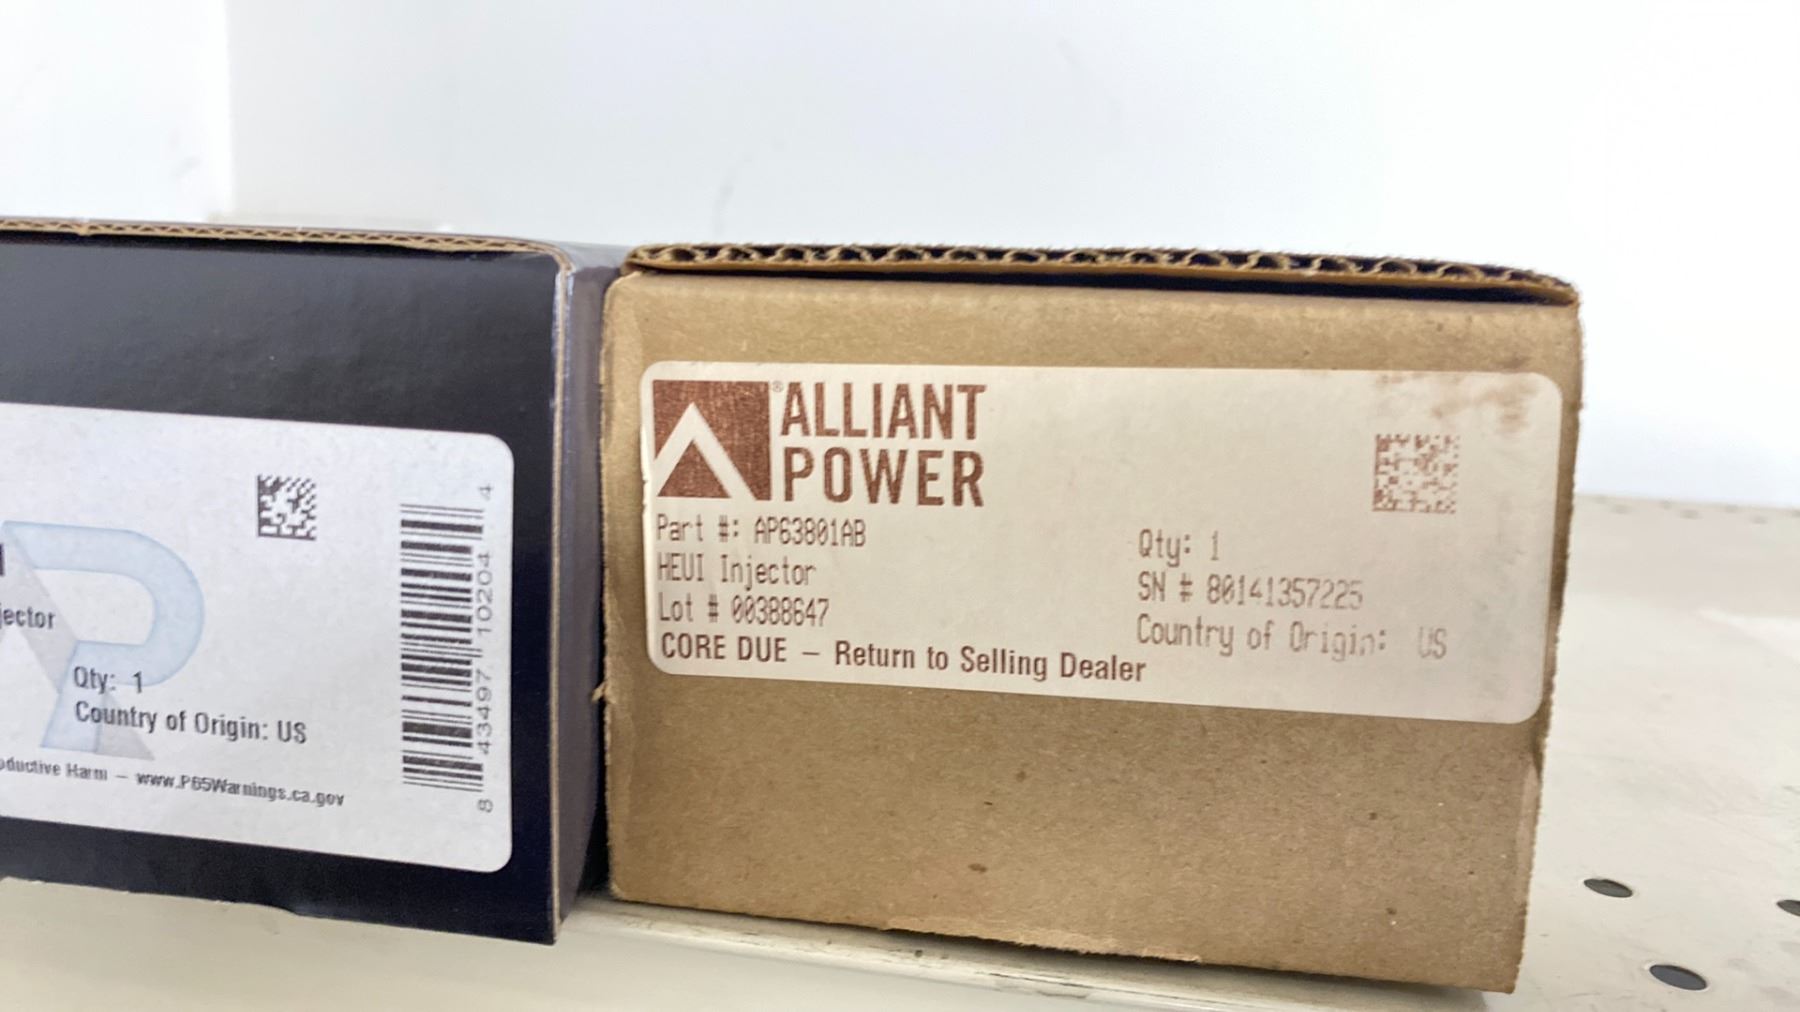 ector
Qty: 1
Country of Origin: US
oductive Harm – www.P65Warnings.ca.gov
8 43497 10204 4
ALLIANT
POWER
Part #: AP63801AB
HEUI Injector
Lot # 00388647
CORE DUE – Return to Selling Dealer
Qty: 1
SN # 80141357225
Country of Origin: US